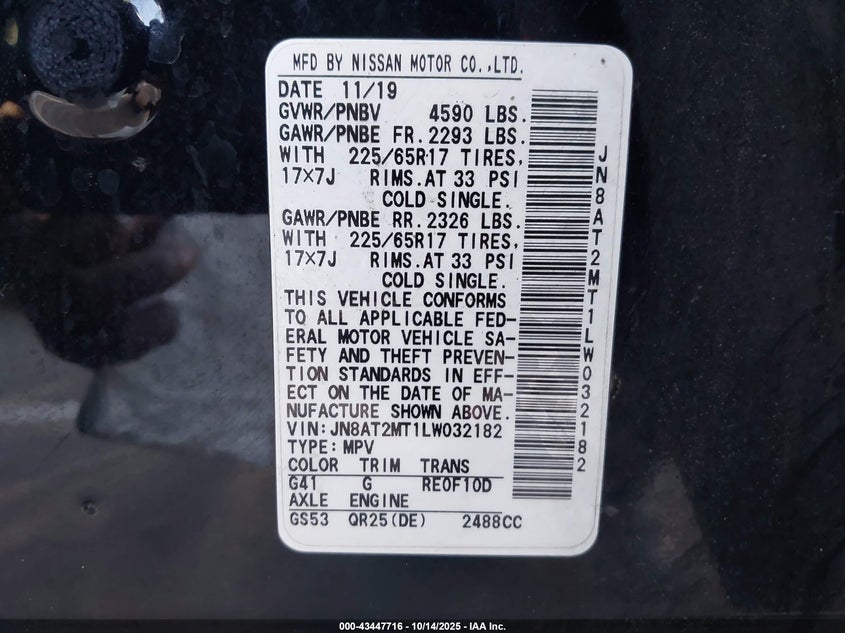 MFD BY NISSAN MOTOR CO.,LTD.
DATE 11/19
GVWR/PNBV 4590 LBS.
GAWR/PNBE FR. 2293 LBS.
WITH 225/65R17 TIRES,
17×7J RIMS. AT 33 PSI
COLD SINGLE.
GAWR/PNBE RR. 2326 LBS.
WITH 225/65R17 TIRES,
17×7J RIMS. AT 33 PSI
COLD SINGLE.
THIS VEHICLE CONFORMS
TO ALL APPLICABLE FED-
ERAL MOTOR VEHICLE SA-
FETY AND THEFT PREVEN-
TION STANDARDS IN EFF-
ECT ON THE DATE OF MA-
NUFACTURE SHOWN ABOVE.
VIN:JN8AT2MT1LW032182
TYPE:MPV
COLOR TRIM TRANS
G41 G RE0F10D
AXLE ENGINE
GS53 QR25(DE) 2488CC
JN8AT2MT1LW032182
000-43447716 - 10/14/2025 - IAA Inc.